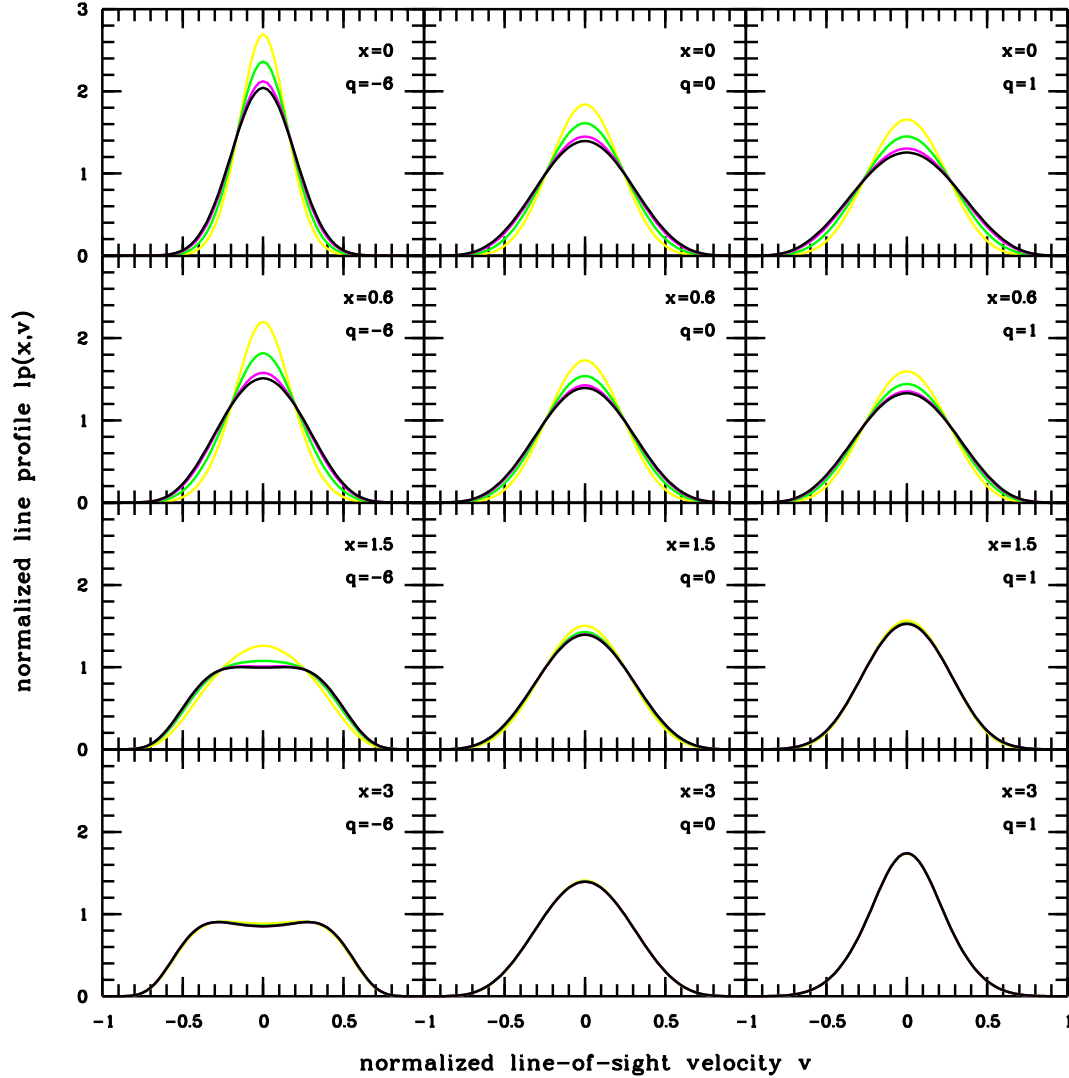 normalized line profile lp(x,v)
3
2
1
0
x=0
q=-6
x=0
q=0
x=0
q=1
2
1
0
x=0.6
q=-6
x=0.6
q=0
x=0.6
q=1
2
1
0
x=1.5
q=-6
x=1.5
q=0
x=1.5
q=1
2
1
0
x=3
q=-6
x=3
q=0
x=3
q=1
-1 -0.5 0 0.5 -1 -0.5 0 0.5 -1 -0.5 0 0.5 1
normalized line-of-sight velocity v